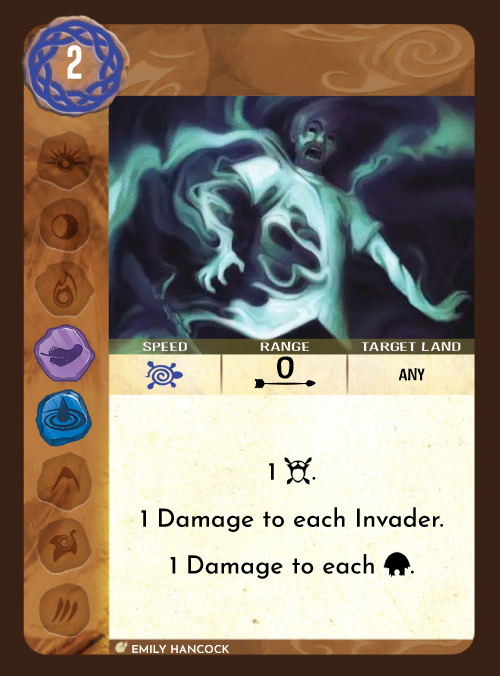 2
SPEED RANGE TARGET LAND
0 ANY
1 .
1 Damage to each Invader.
1 Damage to each .
EMILY HANCOCK